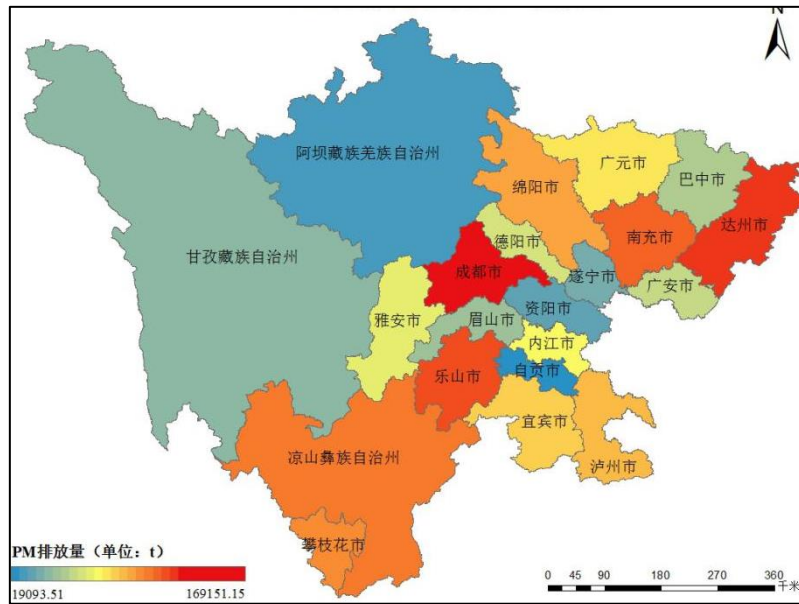 N
阿坝藏族羌族自治州
广元市
巴中市
绵阳市
达州市
南充市
德阳市
甘孜藏族自治州
成都市
遂宁市
广安市
资阳市
雅安市
眉山市
内江市
自贡市
乐山市
宜宾市
凉山彝族自治州
泸州市
攀枝花市
PM排放量（单位：t）
19093.51 169151.15
0 45 90 180 270 360
千米